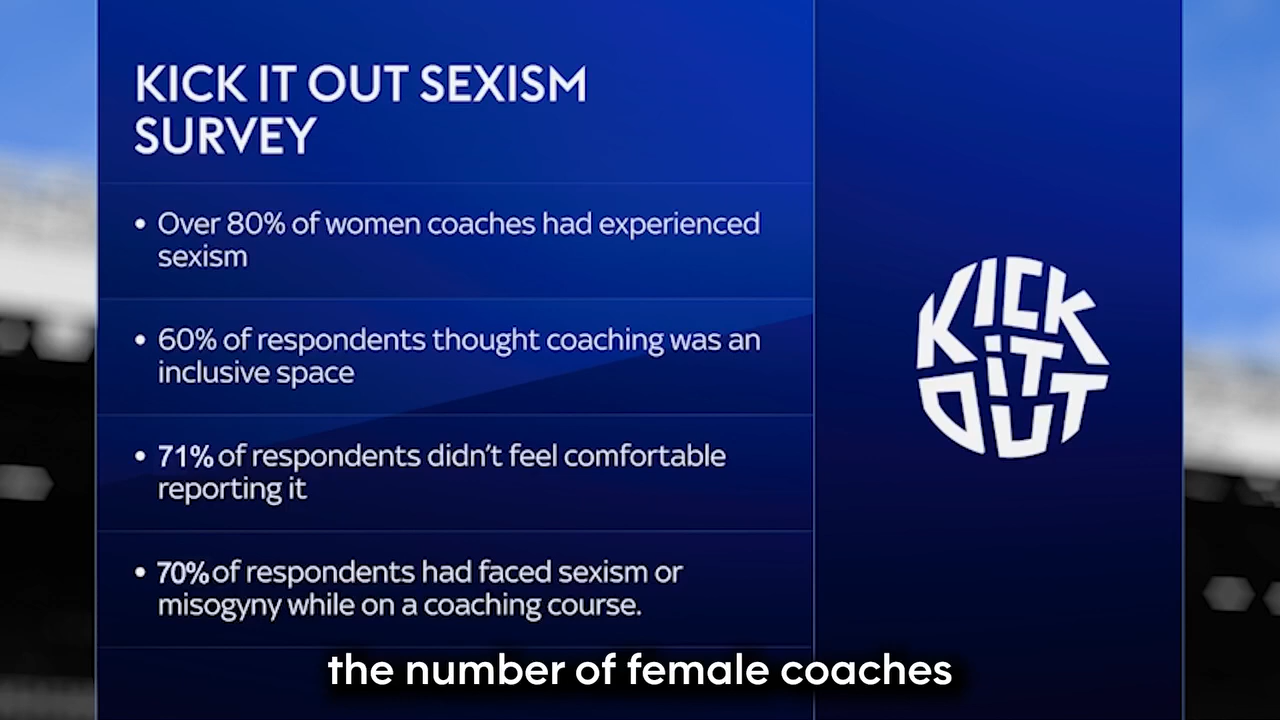 KICK IT OUT SEXISM
SURVEY
• Over 80% of women coaches had experienced
sexism
• 60% of respondents thought coaching was an
inclusive space
• 71% of respondents didn't feel comfortable
reporting it
• 70% of respondents had faced sexism or
misogyny while on a coaching course.
KICK
iT
OUT
the number of female coaches